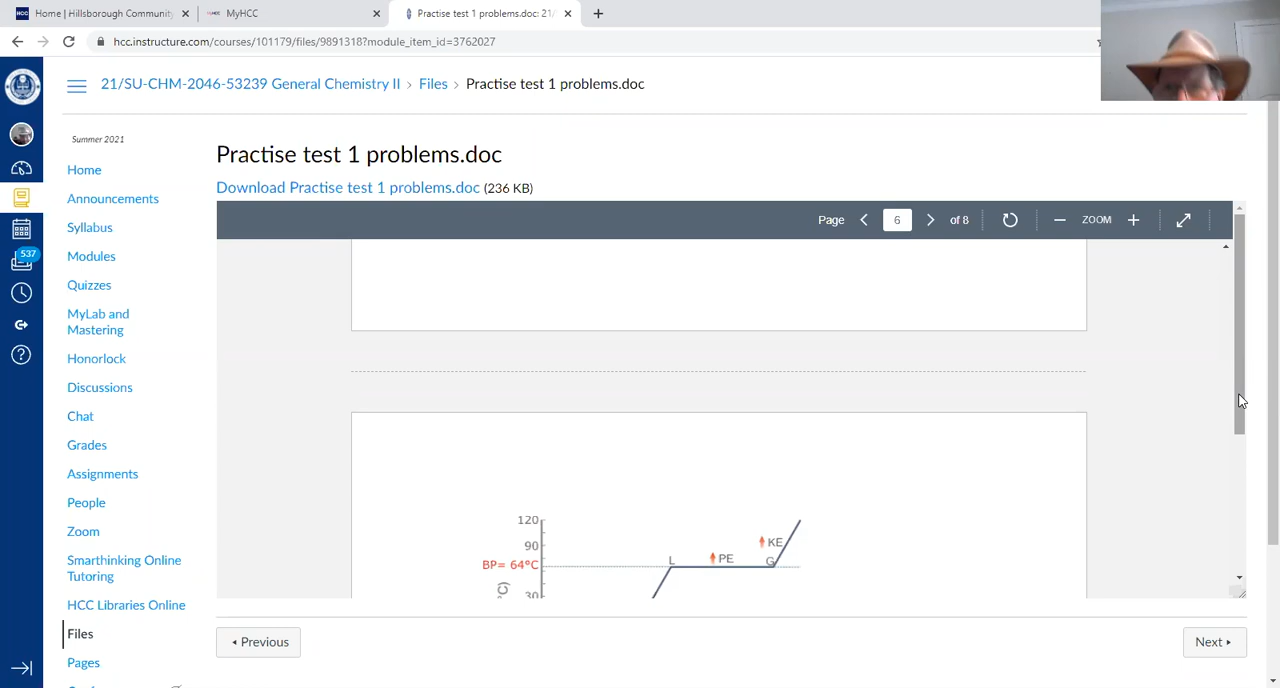 HCC Home | Hillsborough Community
MyHCC
Practise test 1 problems.doc: 21/
hcc.instructure.com/courses/101179/files/9891318?module_item_id=3762027
21/SU-CHM-2046-53239 General Chemistry II > Files > Practise test 1 problems.doc
Summer 2021
Home
Announcements
Syllabus
Modules
Quizzes
MyLab and
Mastering
Honorlock
Discussions
Chat
Grades
Assignments
People
Zoom
Smarthinking Online
Tutoring
HCC Libraries Online
Files
Pages
537
Practise test 1 problems.doc
Download Practise test 1 problems.doc (236 KB)
Page 6 of 8 ZOOM
120
90
BP= 64°C
30
L
PE
KE
G
Previous
Next